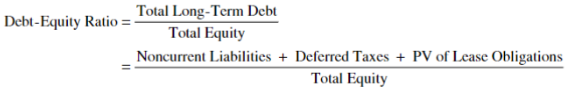 Debt-Equity Ratio = Total Long-Term Debt / Total Equity
= Noncurrent Liabilities + Deferred Taxes + PV of Lease Obligations / Total Equity